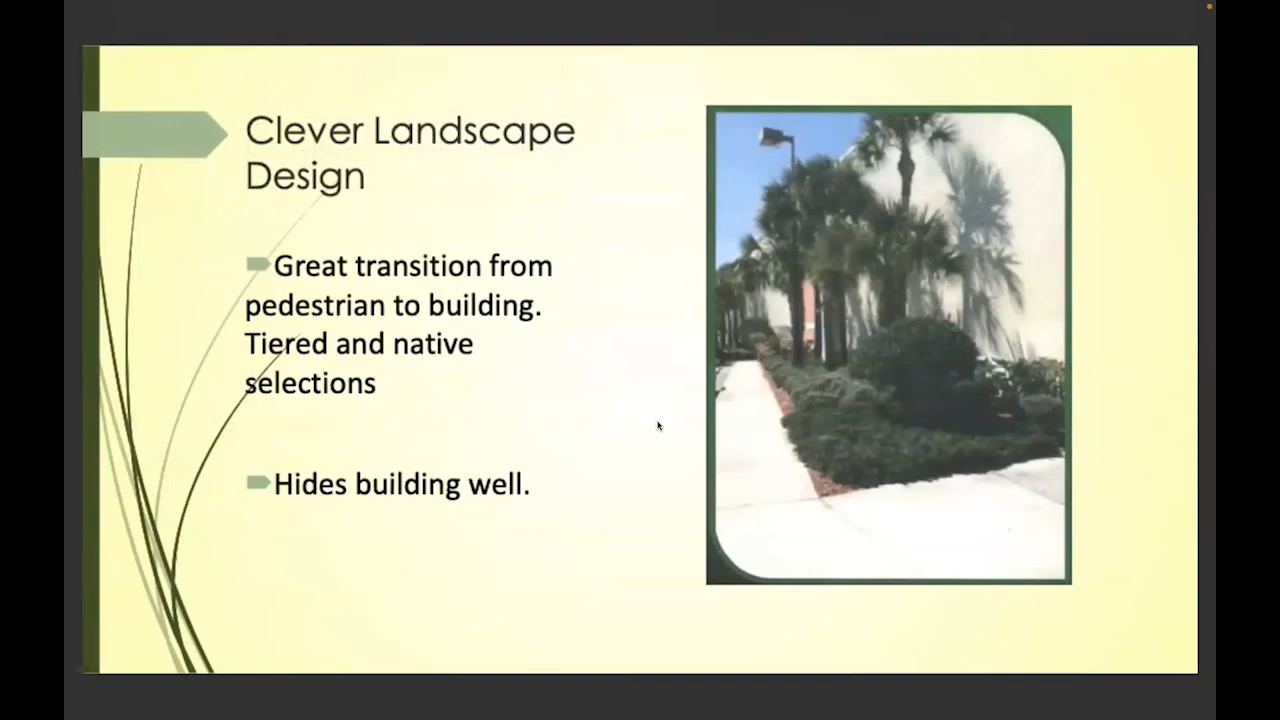 Clever Landscape
Design
Great transition from
pedestrian to building.
Tiered and native
selections
Hides building well.